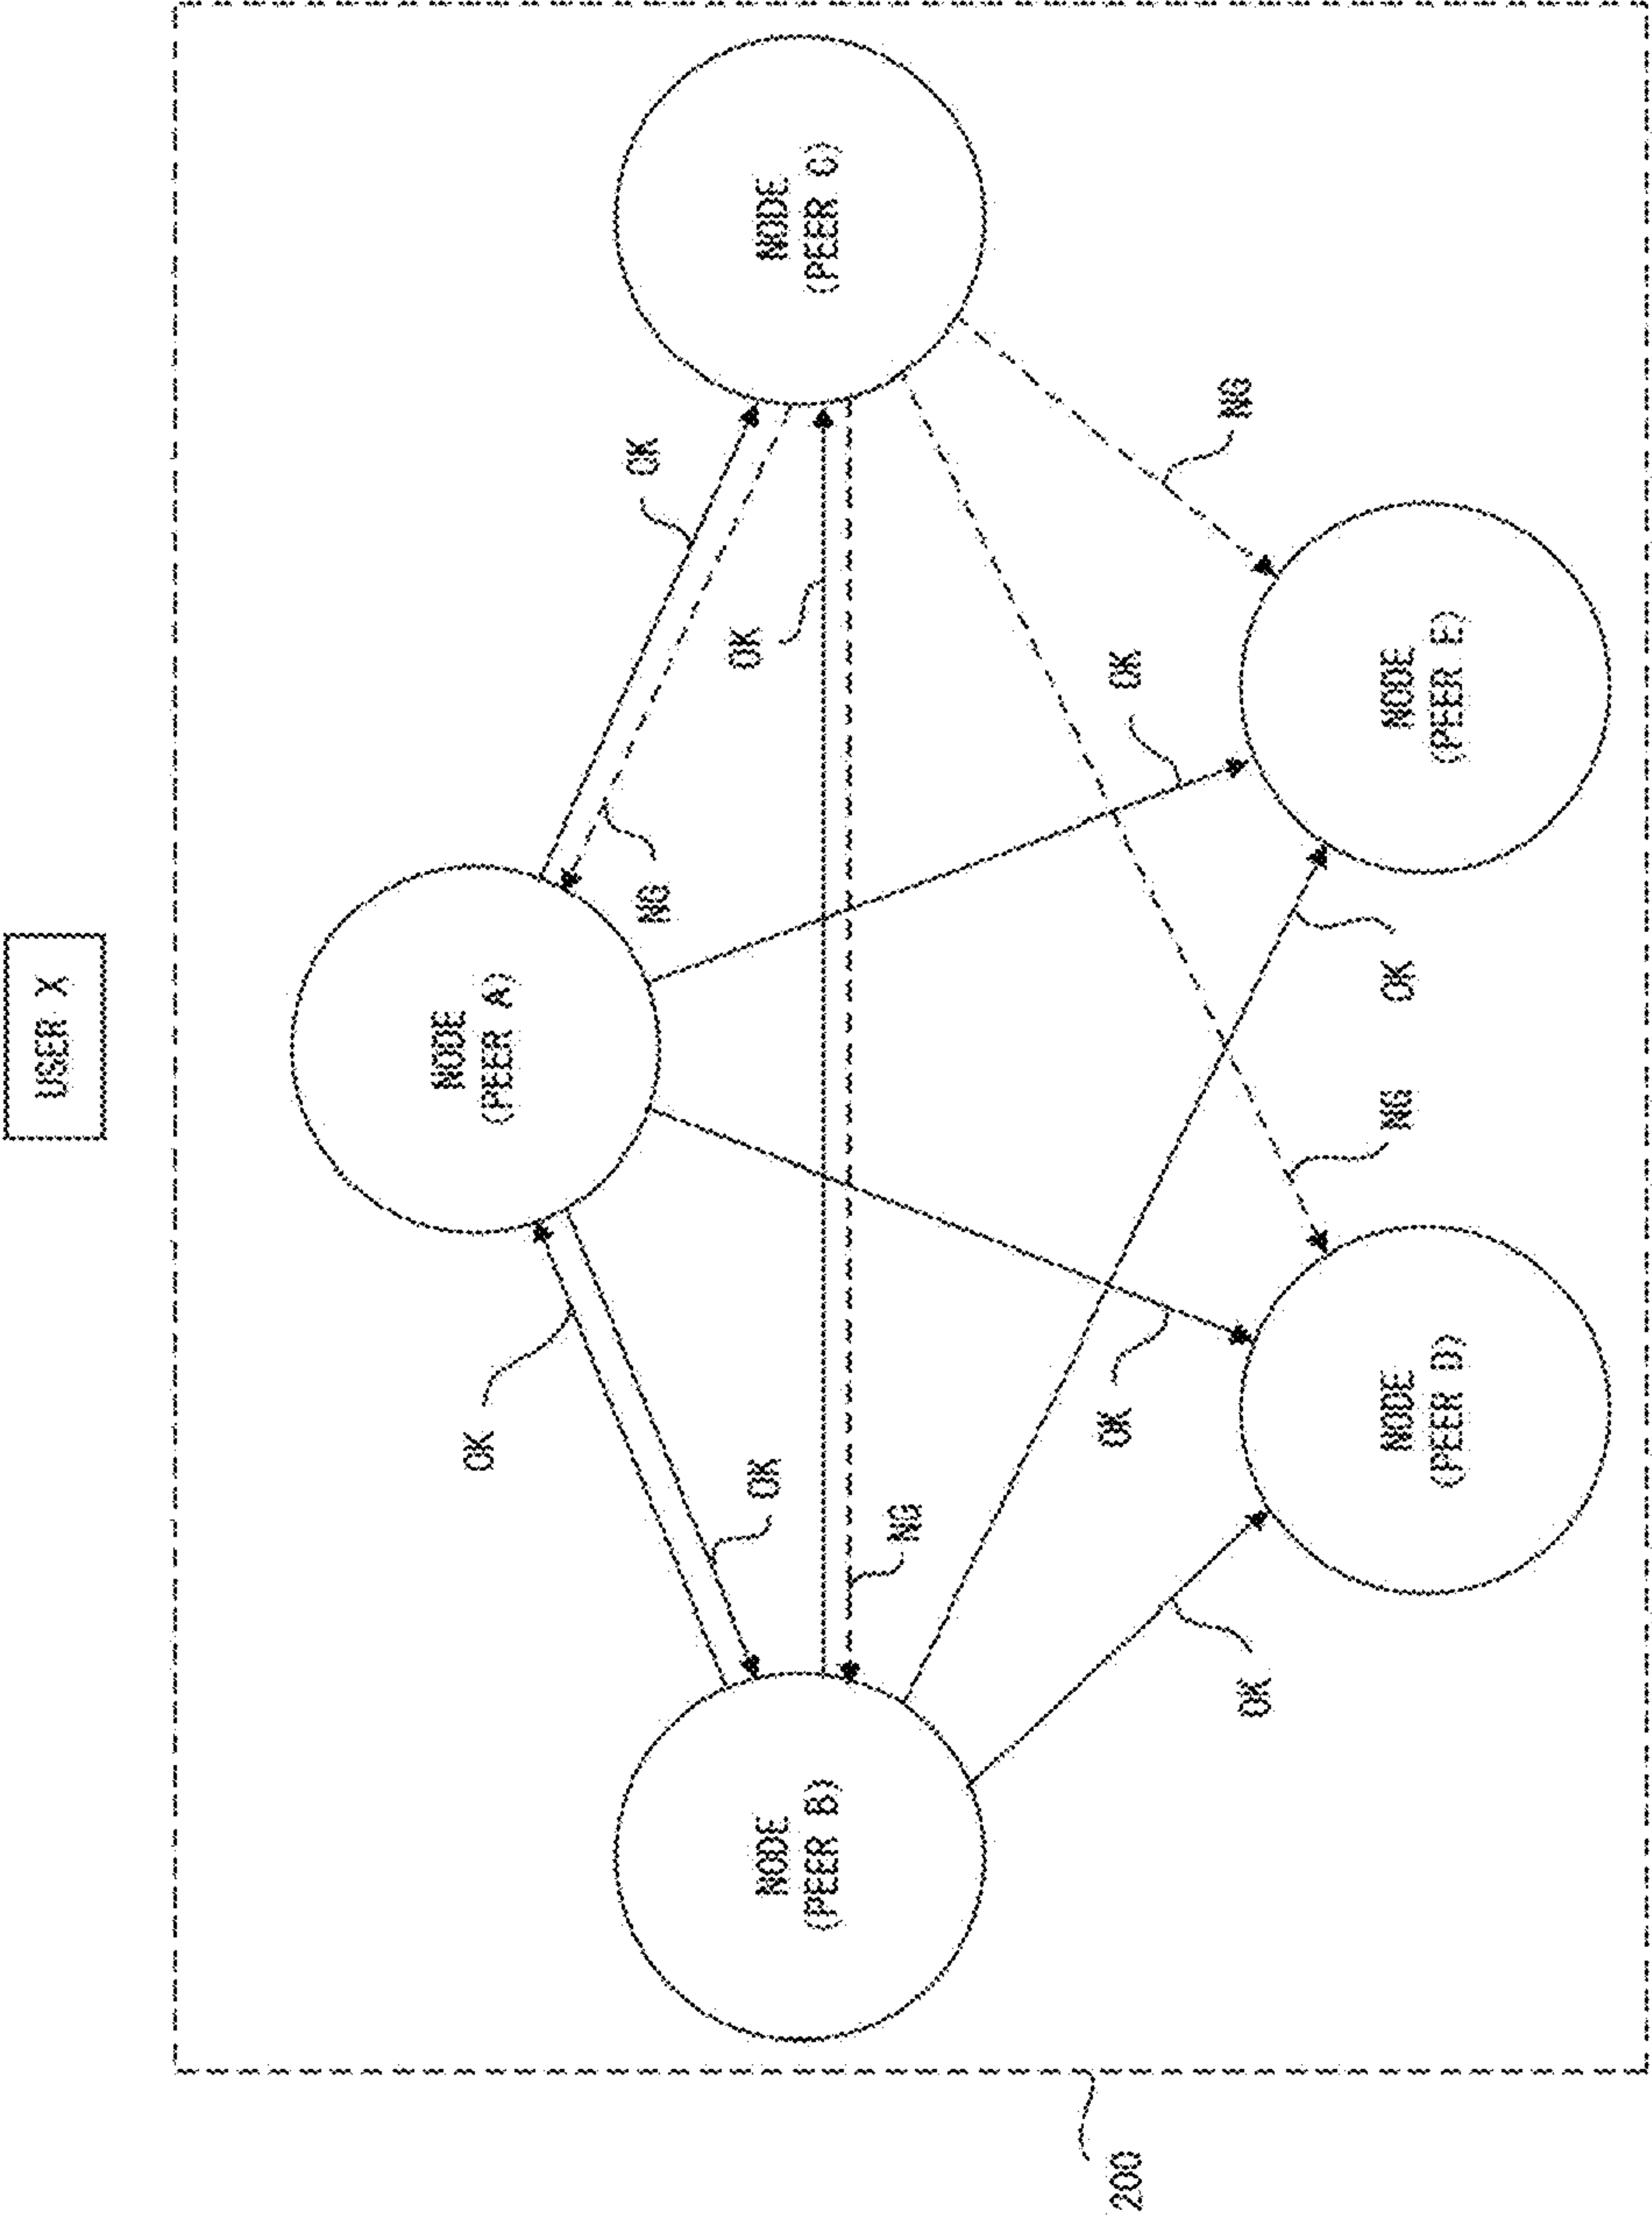 USER X
NODE
(PEER A)
OK
OK
NG
OK
OK
NODE
(PEER B)
NODE
(PEER C)
NG
200
OK
OK
OK
NG
NG
OK
NODE
(PEER D)
NODE
(PEER E)